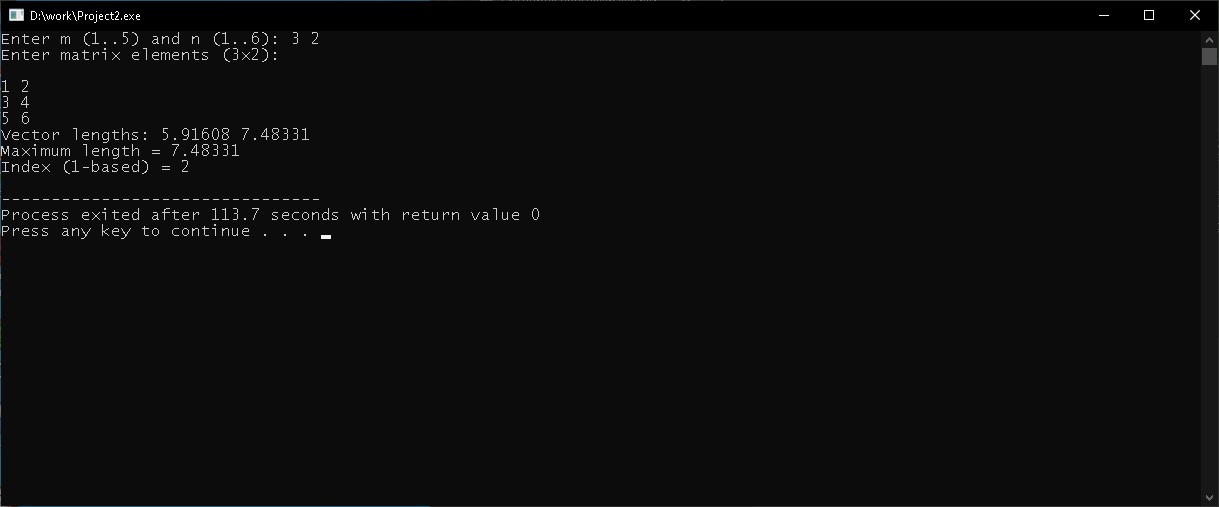 D:\work\Project2.exe
Enter m (1..5) and n (1..6): 3 2
Enter matrix elements (3x2):
1 2
3 4
5 6
Vector lengths: 5.91608 7.48331
Maximum length = 7.48331
Index (1-based) = 2
--------------------------------
Process exited after 113.7 seconds with return value 0
Press any key to continue . . .